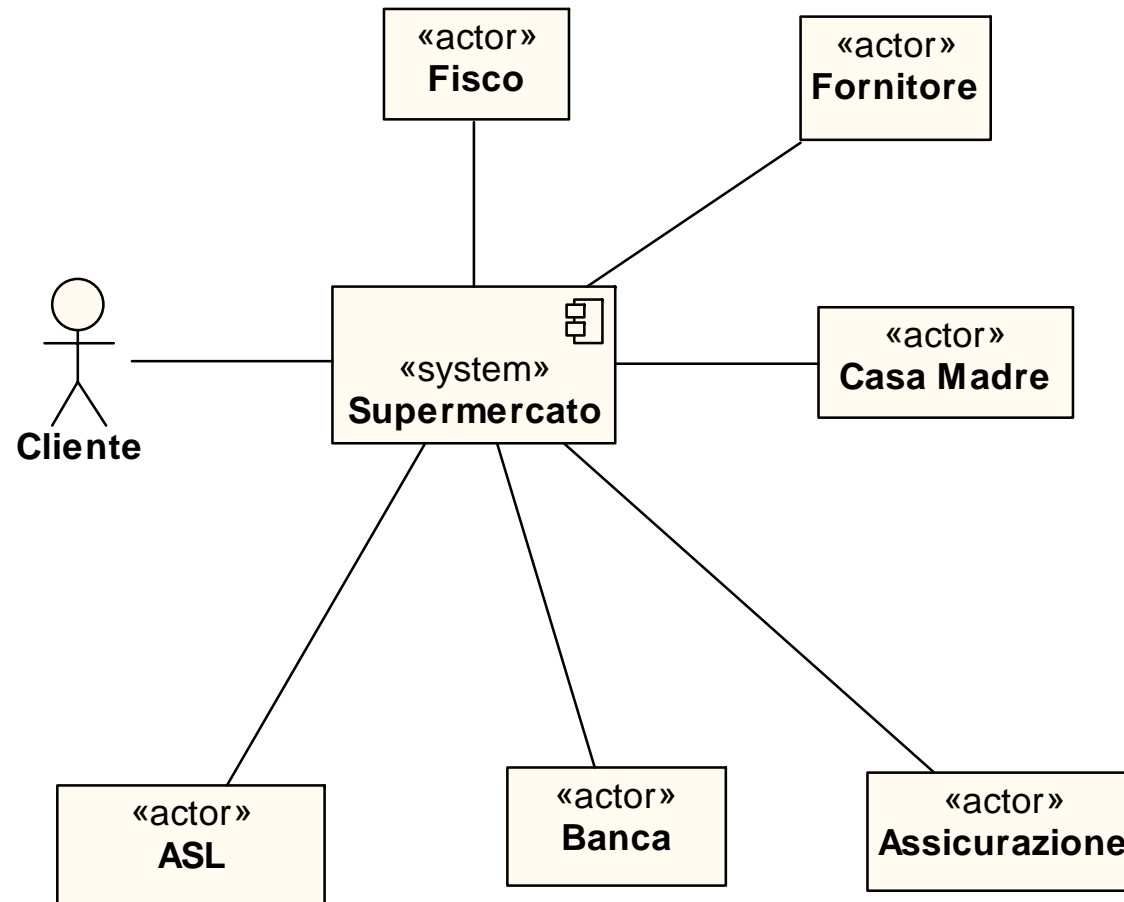 «actor»
Fisco
«actor»
Fornitore
«system»
Supermercato
«actor»
Casa Madre
Cliente
«actor»
ASL
«actor»
Banca
«actor»
Assicurazione